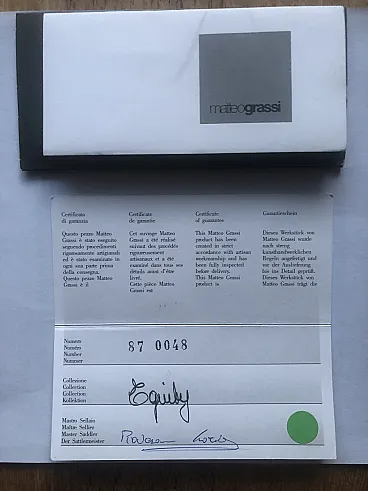 matteograssi
Certificato
di garanzia
Certificate
de garantie
Certificate
of guarantee
Garantieschein
Questo pezzo Matteo
Grassi è stato eseguito
seguendo procedimenti
rigorosamente artigianali
ed è stato esaminato in
ogni sua parte prima
della consegna.
Questo pezzo Matteo
Grassi è il
Cet ouvrage Matteo
Grassi a été réalisé
suivant des procédés
rigoureusement
artisanaux et a été
examiné dans tous ses
détails avant d'être
livré.
Cette pièce Matteo
Grassi est
This Matteo Grassi
product has been
created in strict
accordance with artisan
workmanship and has
been fully inspected
before delivery.
This Matteo Grassi
product is
Dieses Werkstück von
Matteo Grassi wurde
nach streng
kunsthandwerklichen
Regeln angefertigt und
vor der Auslieferung
bis ins Detail geprüft.
Dieses Werkstück von
Matteo Grassi trägt die
Numero
Numéro
Number
Nummer
87 0048
Collezione
Collection
Collection
Kollektion
Equity
Mastro Sellaio
Maître Sellier
Master Saddler
Der Sattlermeister